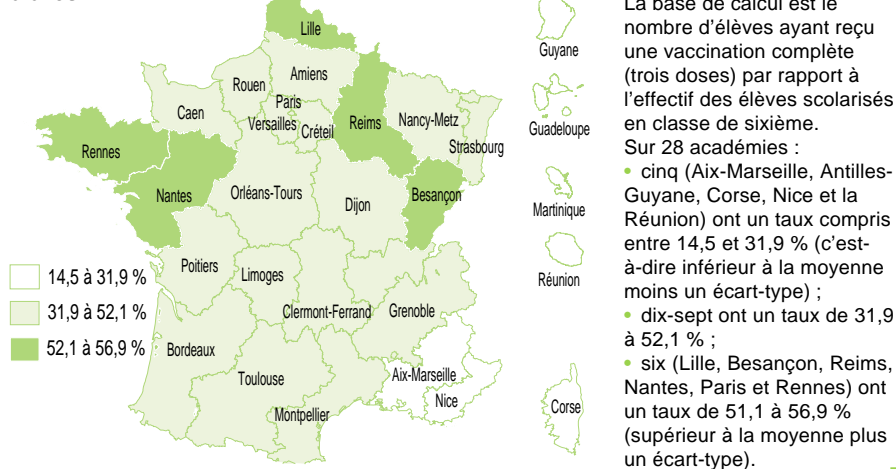 Lille
Amiens
Rouen
Caen
Paris
Versailles
Créteil
Reims
Nancy-Metz
Strasbourg
Rennes
Nantes
Orléans-Tours
Dijon
Besançon
Poitiers
Limoges
Clermont-Ferrand
Grenoble
Bordeaux
Toulouse
Montpellier
Aix-Marseille
Nice
Corse
Guyane
Guadeloupe
Martinique
Réunion
14,5 à 31,9 %
31,9 à 52,1 %
52,1 à 56,9 %
La base de calcul est le
nombre d'élèves ayant reçu
une vaccination complète
(trois doses) par rapport à
l'effectif des élèves scolarisés
en classe de sixième.
Sur 28 académies :
• cinq (Aix-Marseille, Antilles-
Guyane, Corse, Nice et la
Réunion) ont un taux compris
entre 14,5 et 31,9 % (c'est-
à-dire inférieur à la moyenne
moins un écart-type) ;
• dix-sept ont un taux de 31,9
à 52,1 % ;
• six (Lille, Besançon, Reims,
Nantes, Paris et Rennes) ont
un taux de 51,1 à 56,9 %
(supérieur à la moyenne plus
un écart-type).